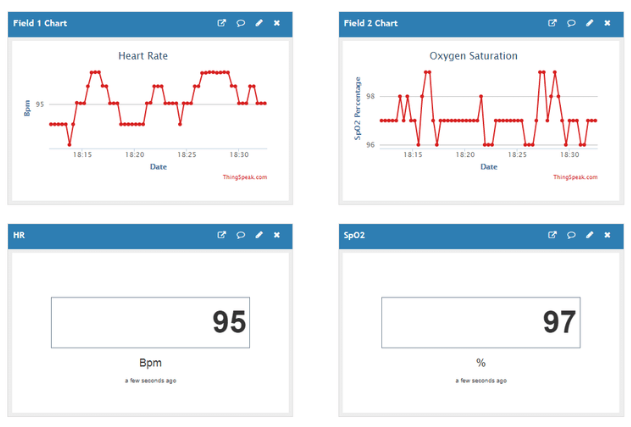 Field 1 Chart
Heart Rate
Bpm
95
18:15 18:20 18:25 18:30
Date
ThingSpeak.com
Field 2 Chart
Oxygen Saturation
SpO2 Percentage
98
96
18:15 18:20 18:25 18:30
Date
ThingSpeak.com
HR
95
Bpm
a few seconds ago
SpO2
97
%
a few seconds ago